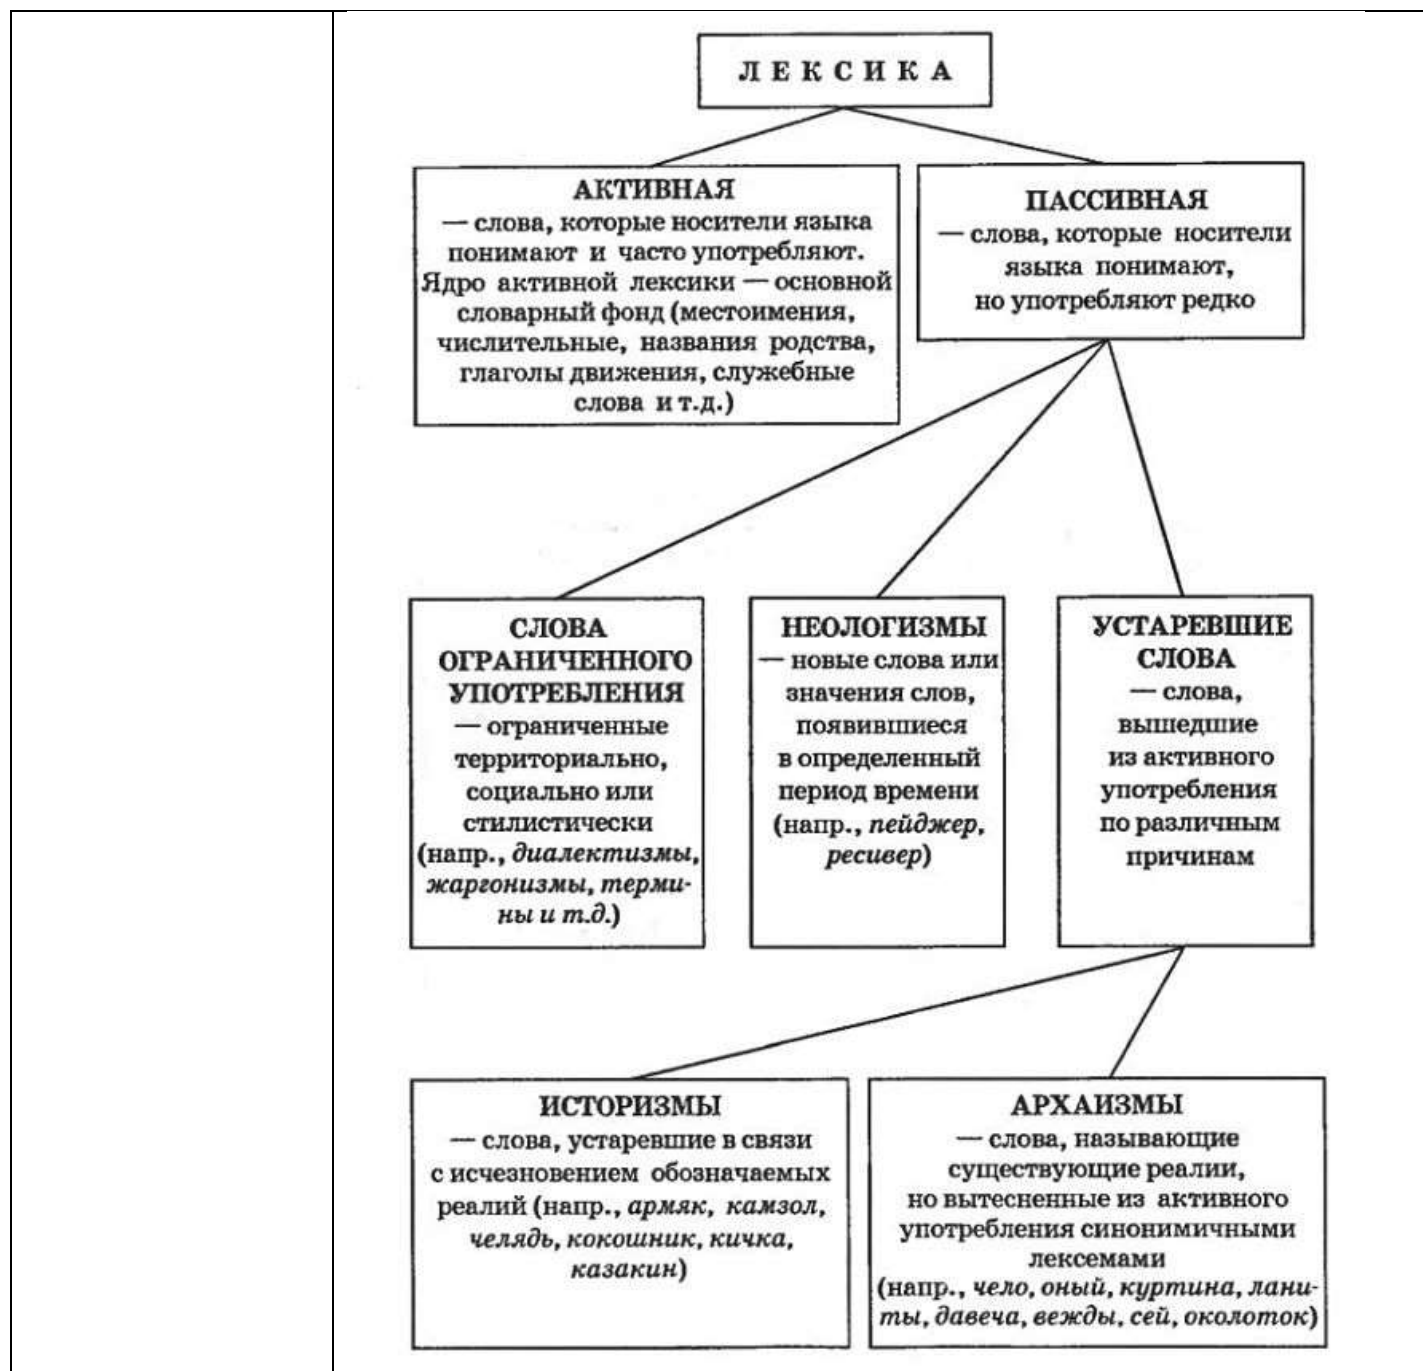 ЛЕКСИКА
АКТИВНАЯ
— слова, которые носители языка
понимают и часто употребляют.
Ядро активной лексики — основной
словарный фонд (местоимения,
числительные, названия родства,
глаголы движения, служебные
слова и т.д.)
ПАССИВНАЯ
— слова, которые носители
языка понимают,
но употребляют редко
СЛОВА
ОГРАНИЧЕННОГО
УПОТРЕБЛЕНИЯ
— ограниченные
территориально,
социально или
стилистически
(напр., диалектизмы,
жаргонизмы, терми-
ны и т.д.)
НЕОЛОГИЗМЫ
— новые слова или
значения слов,
появившиеся
в определенный
период времени
(напр., пейджер,
ресивер)
УСТАРЕВШИЕ
СЛОВА
— слова,
вышедшие
из активного
употребления
по различным
причинам
ИСТОРИЗМЫ
— слова, устаревшие в связи
с исчезновением обозначаемых
реалий (напр., армяк, камзол,
челядь, кокошник, кичка,
казакин)
АРХАИЗМЫ
— слова, называющие
существующие реалии,
но вытесненные из активного
употребления синонимичными
лексемами
(напр., чело, оный, куртина, лани-
ты, давеча, вежды, сей, околоток)